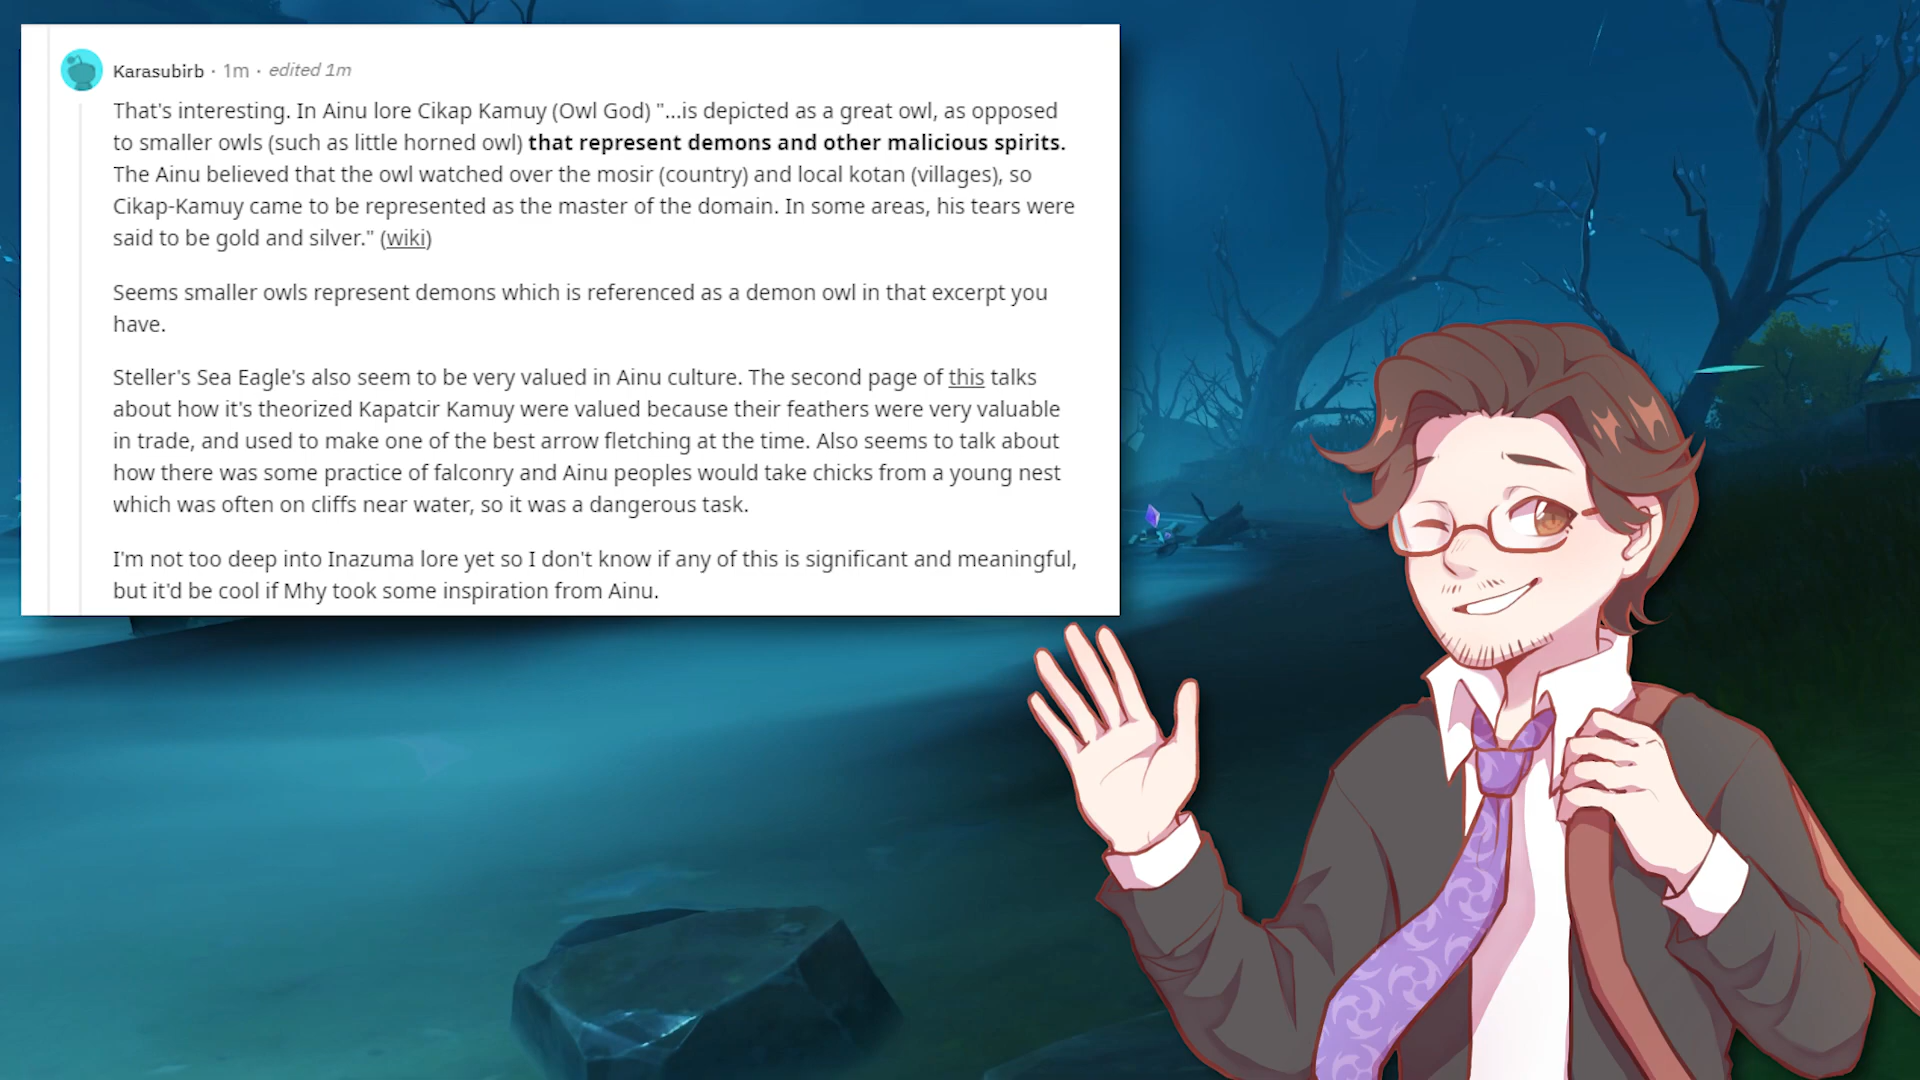 Karasubirb · 1m · edited 1m
That's interesting. In Ainu lore Cikap Kamuy (Owl God) "...is depicted as a great owl, as opposed
to smaller owls (such as little horned owl) that represent demons and other malicious spirits.
The Ainu believed that the owl watched over the mosir (country) and local kotan (villages), so
Cikap-Kamuy came to be represented as the master of the domain. In some areas, his tears were
said to be gold and silver." (wiki)
Seems smaller owls represent demons which is referenced as a demon owl in that excerpt you
have.
Steller's Sea Eagle's also seem to be very valued in Ainu culture. The second page of this talks
about how it's theorized Kapatcir Kamuy were valued because their feathers were very valuable
in trade, and used to make one of the best arrow fletching at the time. Also seems to talk about
how there was some practice of falconry and Ainu peoples would take chicks from a young nest
which was often on cliffs near water, so it was a dangerous task.
I'm not too deep into Inazuma lore yet so I don't know if any of this is significant and meaningful,
but it'd be cool if Mhy took some inspiration from Ainu.